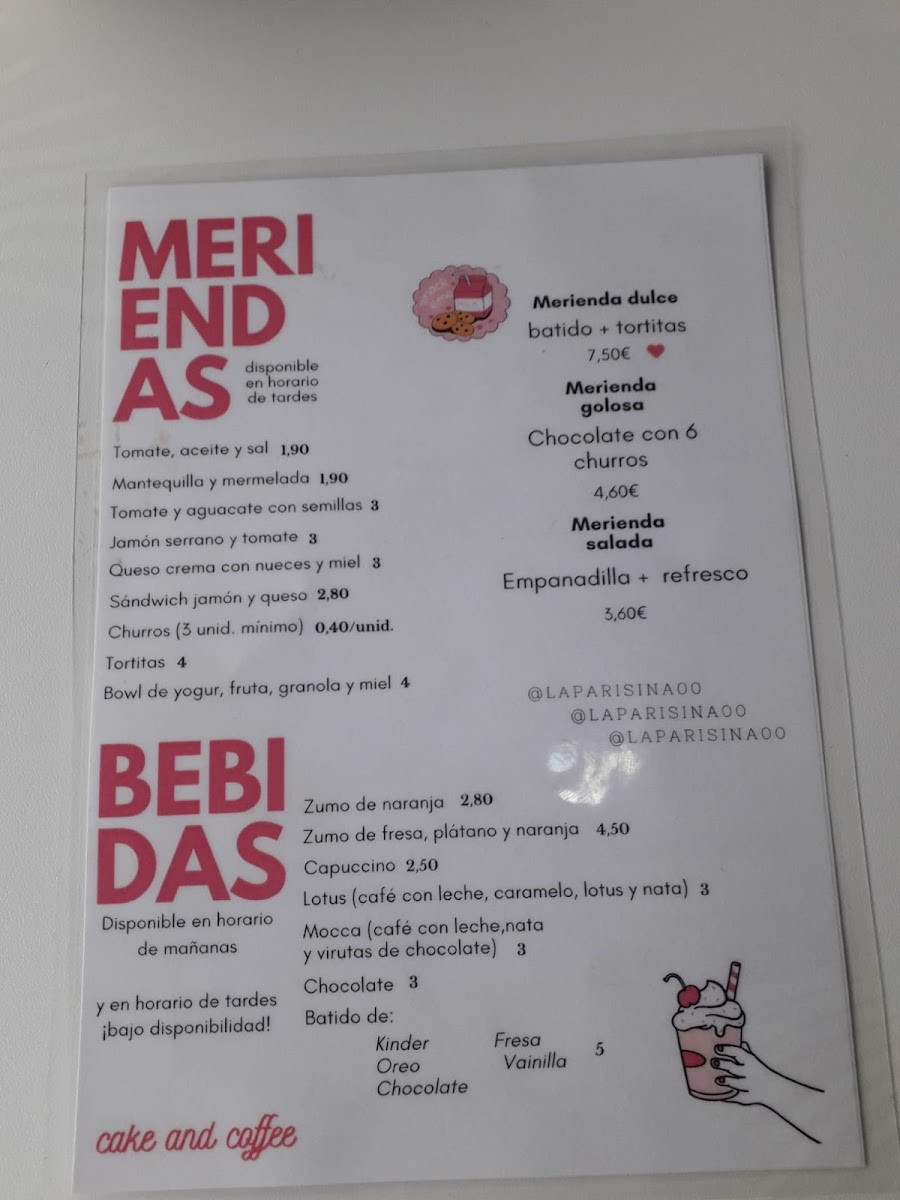 MERI
END
AS
disponible
en horario
de tardes
Tomate, aceite y sal 1,90
Mantequilla y mermelada 1,90
Tomate y aguacate con semillas 3
Jamón serrano y tomate 3
Queso crema con nueces y miel 3
Sándwich jamón y queso 2,80
Churros (3 unid. mínimo) 0,40/unid.
Tortitas 4
Bowl de yogur, fruta, granola y miel 4
Merienda dulce
batido + tortitas
7,50€
Merienda
golosa
Chocolate con 6
churros
4,60€
Merienda
salada
Empanadilla + refresco
3,60€
@LAPARISINA00
@LAPARISINA00
@LAPARISINA00
BEBI
DAS
Disponible en horario
de mañanas
y en horario de tardes
¡bajo disponibilidad!
Zumo de naranja 2,80
Zumo de fresa, plátano y naranja 4,50
Capuccino 2,50
Lotus (café con leche, caramelo, lotus y nata) 3
Mocca (café con leche,nata
y virutas de chocolate) 3
Chocolate 3
Batido de:
Kinder Fresa
Oreo Vainilla 5
Chocolate
cake and coffee